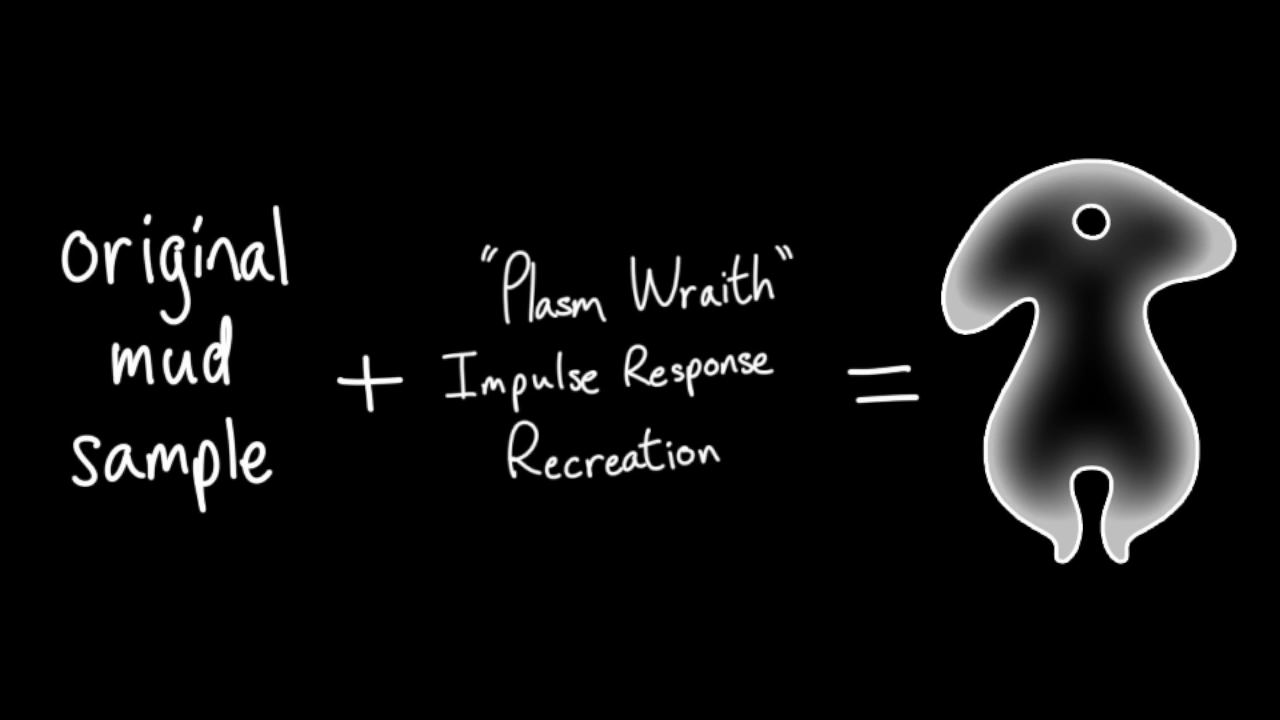 original
mud
sample
+
"Plasm Wraith"
Impulse Response
Recreation
=